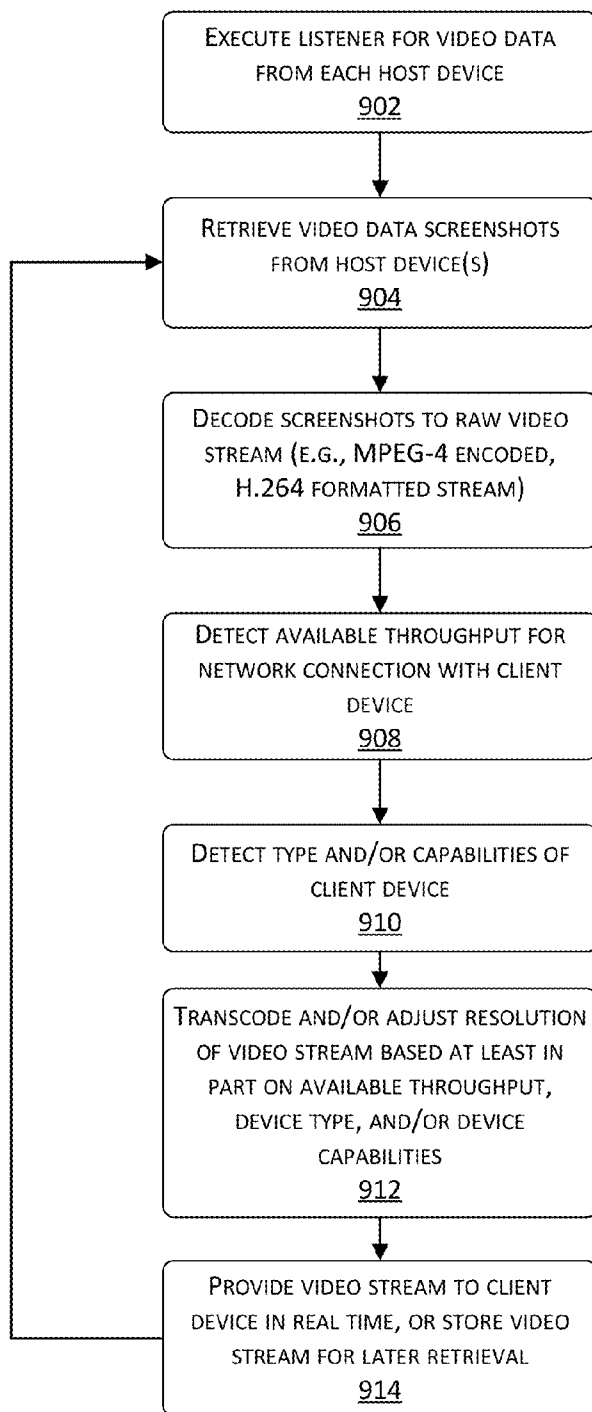 EXECUTE LISTENER FOR VIDEO DATA
FROM EACH HOST DEVICE
902
RETRIEVE VIDEO DATA SCREENSHOTS
FROM HOST DEVICE(S)
904
DECODE SCREENSHOTS TO RAW VIDEO
STREAM (E.G., MPEG-4 ENCODED,
H.264 FORMATTED STREAM)
906
DETECT AVAILABLE THROUGHPUT FOR
NETWORK CONNECTION WITH CLIENT
DEVICE
908
DETECT TYPE AND/OR CAPABILITIES OF
CLIENT DEVICE
910
TRANSCODE AND/OR ADJUST RESOLUTION
OF VIDEO STREAM BASED AT LEAST IN
PART ON AVAILABLE THROUGHPUT,
DEVICE TYPE, AND/OR DEVICE
CAPABILITIES
912
PROVIDE VIDEO STREAM TO CLIENT
DEVICE IN REAL TIME, OR STORE VIDEO
STREAM FOR LATER RETRIEVAL
914